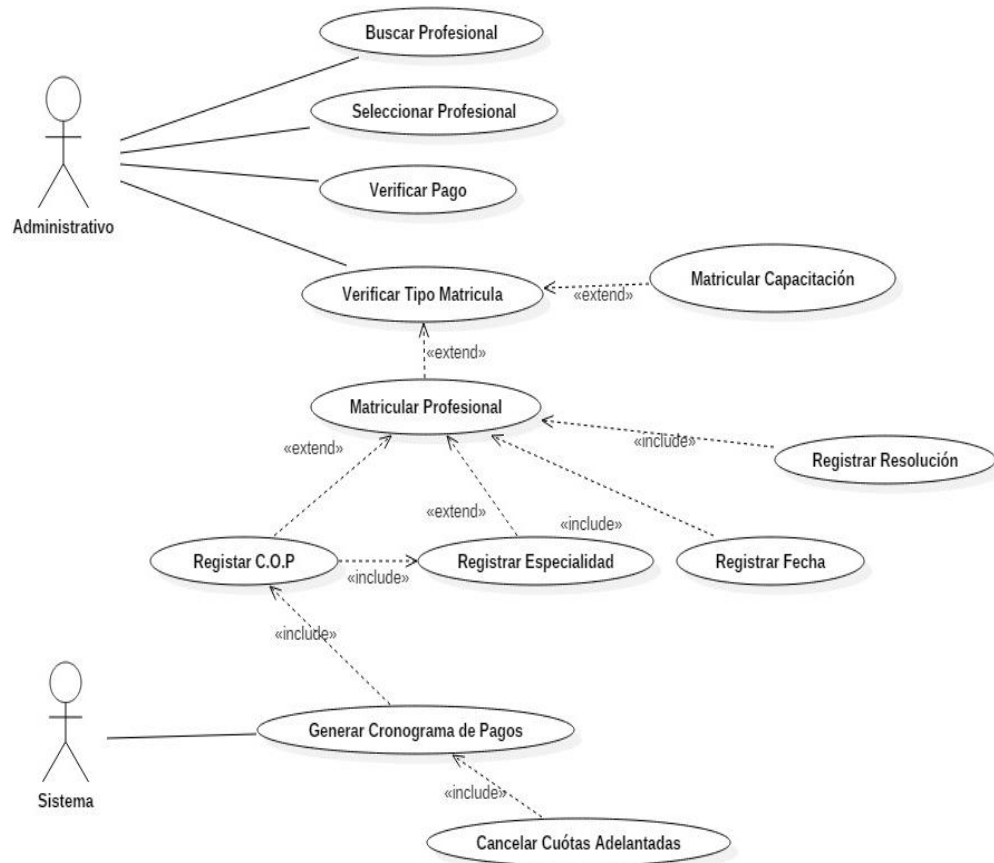 Buscar Profesional
Seleccionar Profesional
Verificar Pago
Administrativo
Verificar Tipo Matricula
Matricular Capacitación
«extend»
«extend»
Matricular Profesional
«extend»
«include»
Registrar Resolución
«extend»
«include»
Registar C.O.P
«include»
Registrar Especialidad
Registrar Fecha
«include»
Generar Cronograma de Pagos
Sistema
«include»
Cancelar Cuótas Adelantadas